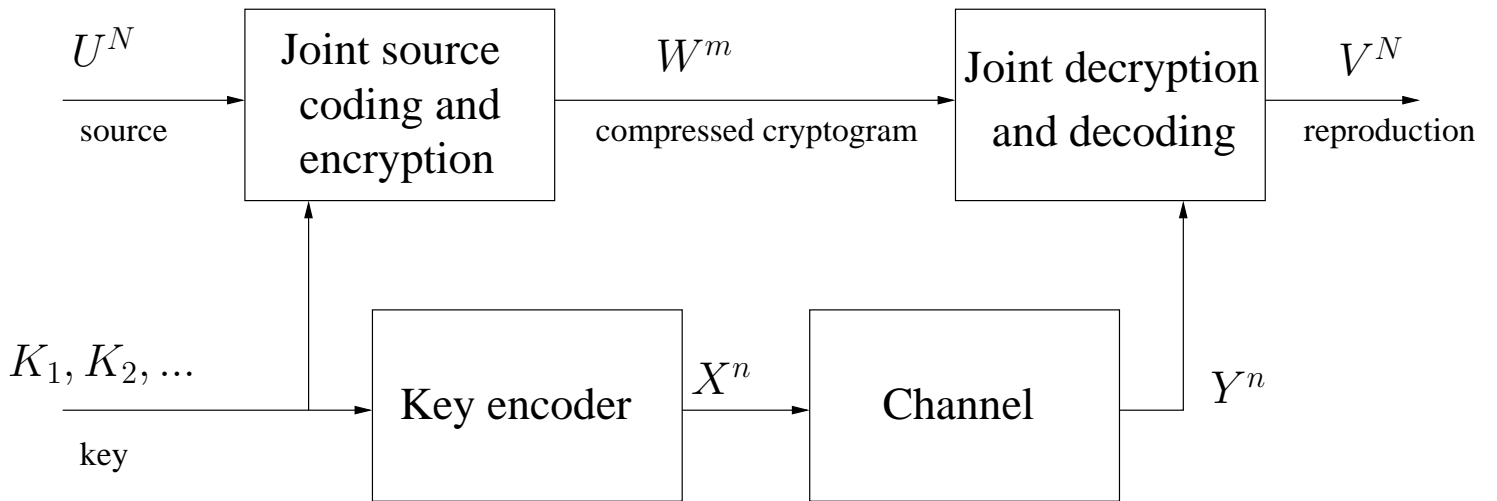 U^N
source
Joint source
coding and
encryption
W^m
compressed cryptogram
Joint decryption
and decoding
V^N
reproduction
K_1, K_2, ...
key
Key encoder
X^n
Channel
Y^n